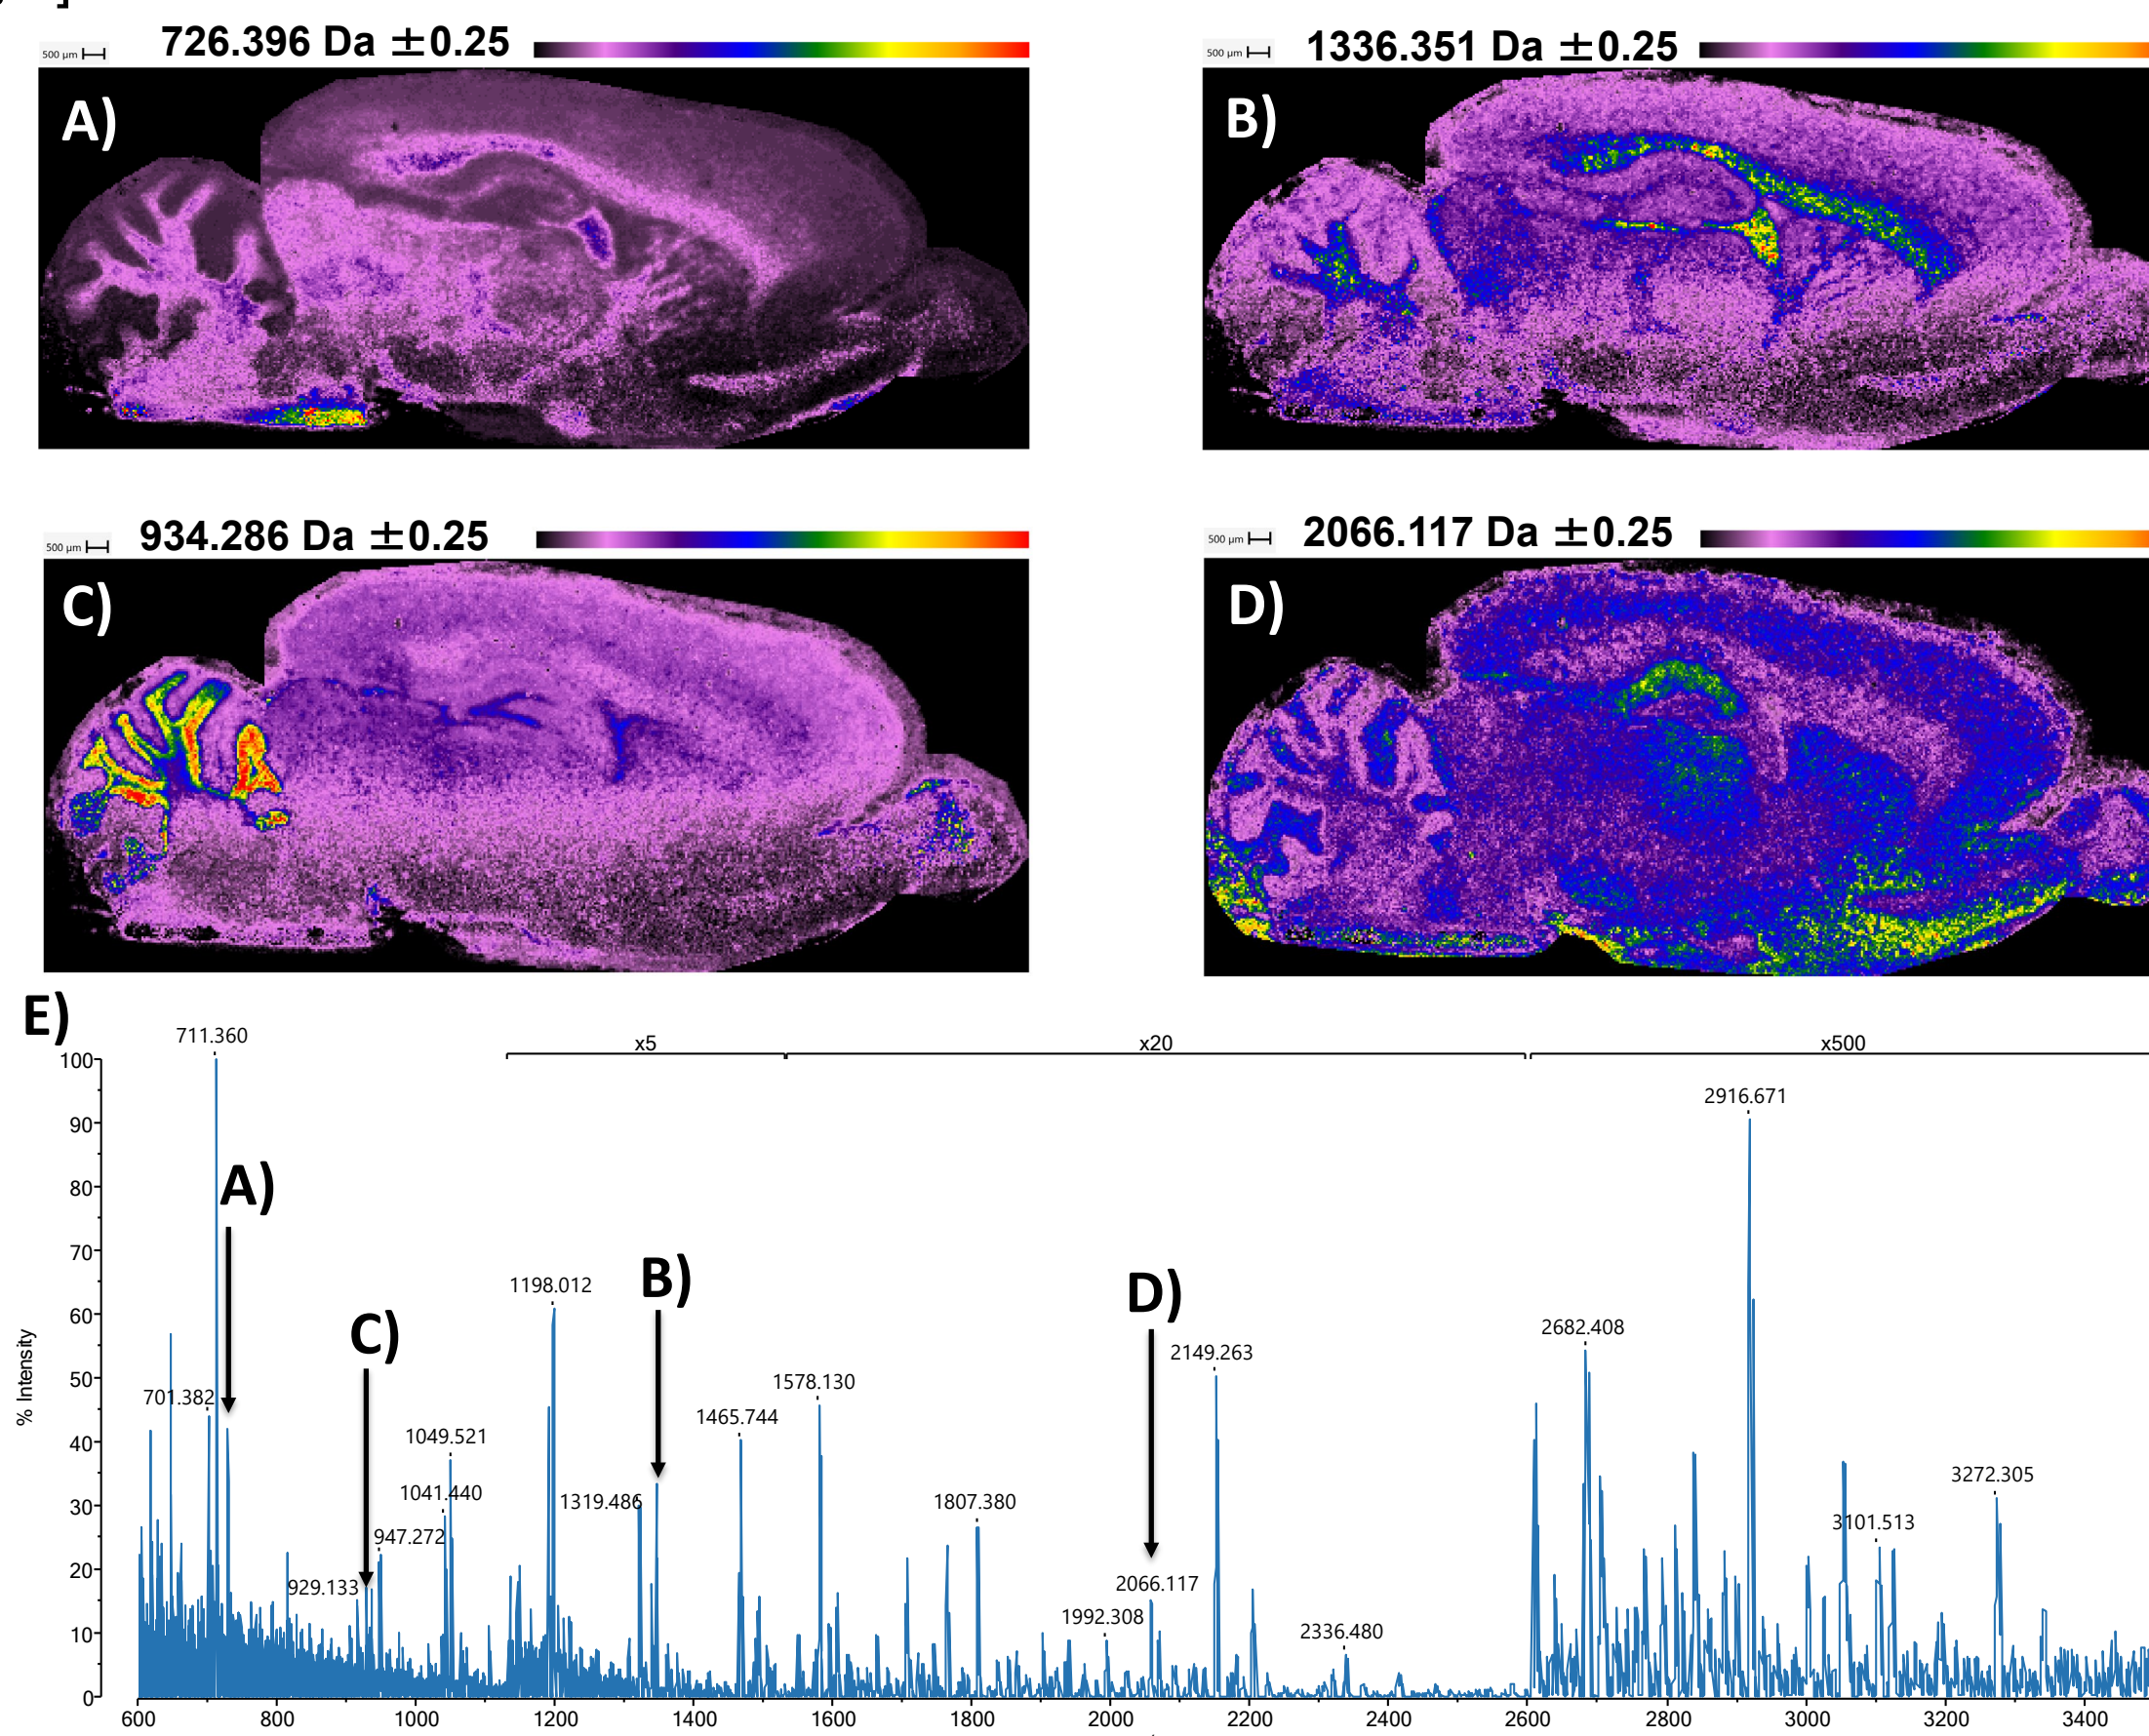 500 µm
726.396 Da ±0.25
500 µm
1336.351 Da ±0.25
A)
B)
500 µm
934.286 Da ±0.25
500 µm
2066.117 Da ±0.25
C)
D)
E)
711.360
x5
x20
x500
100
90
80
70
60
50
40
30
20
10
0
% Intensity
A)
C)
B)
D)
701.382
929.133
947.272
1041.440
1049.521
1198.012
1319.486
1465.744
1578.130
1807.380
1992.308
2066.117
2149.263
2336.480
2682.408
2916.671
3101.513
3272.305
600 800 1000 1200 1400 1600 1800 2000 2200 2400 2600 2800 3000 3200 3400